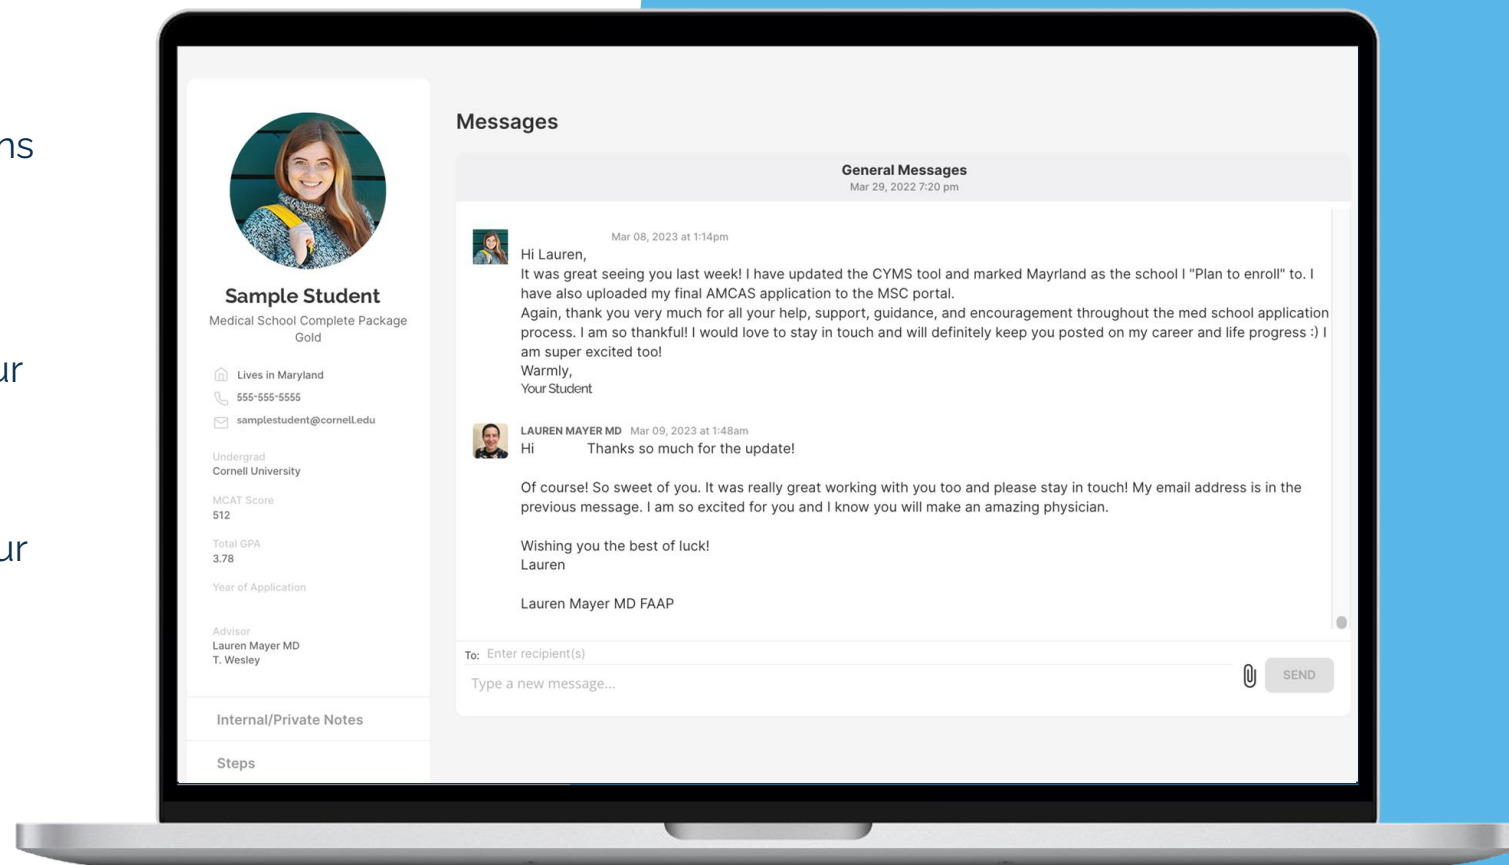 ns
ur
ur
Sample Student
Medical School Complete Package
Gold
Lives in Maryland
555-555-5555
samplestudent@cornell.edu
Undergrad
Cornell University
MCAT Score
512
Total GPA
3.78
Year of Application
Advisor
Lauren Mayer MD
T. Wesley
Internal/Private Notes
Steps
Messages
General Messages
Mar 29, 2022 7:20 pm
Mar 08, 2023 at 1:14pm
Hi Lauren,
It was great seeing you last week! I have updated the CYMS tool and marked Mayrland as the school I "Plan to enroll" to. I
have also uploaded my final AMCAS application to the MSC portal.
Again, thank you very much for all your help, support, guidance, and encouragement throughout the med school application
process. I am so thankful! I would love to stay in touch and will definitely keep you posted on my career and life progress :) I
am super excited too!
Warmly,
Your Student
LAUREN MAYER MD Mar 09, 2023 at 1:48am
Hi Thanks so much for the update!
Of course! So sweet of you. It was really great working with you too and please stay in touch! My email address is in the
previous message. I am so excited for you and I know you will make an amazing physician.
Wishing you the best of luck!
Lauren
Lauren Mayer MD FAAP
To: Enter recipient(s)
Type a new message...
SEND